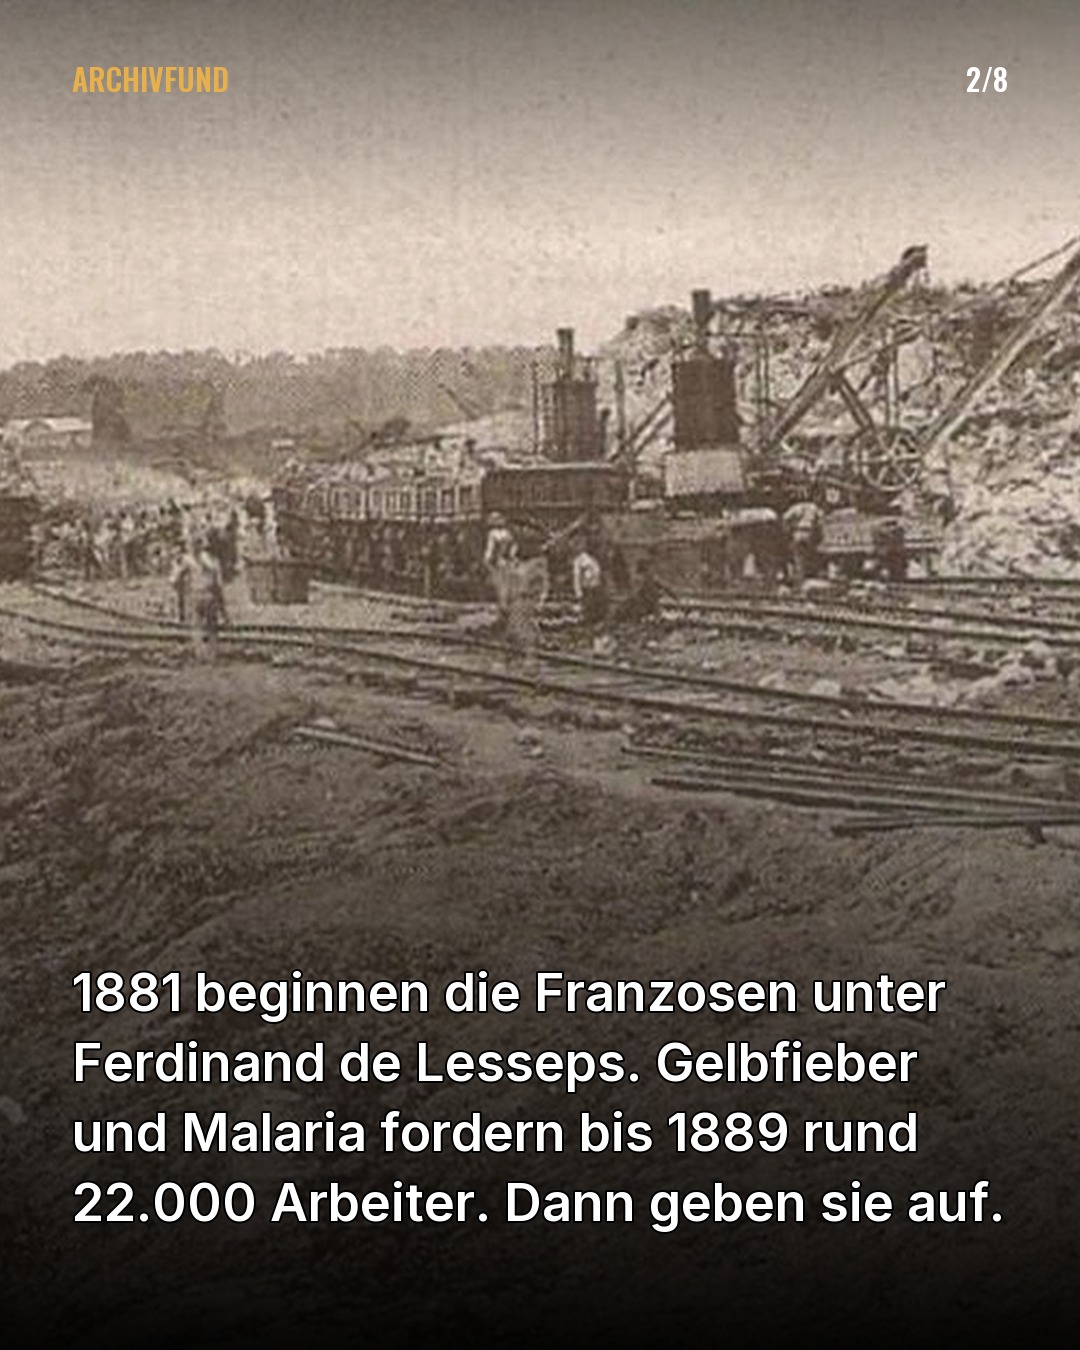 ARCHIVFUND
2/8
1881 beginnen die Franzosen unter
Ferdinand de Lesseps. Gelbfieber
und Malaria fordern bis 1889 rund
22.000 Arbeiter. Dann geben sie auf.